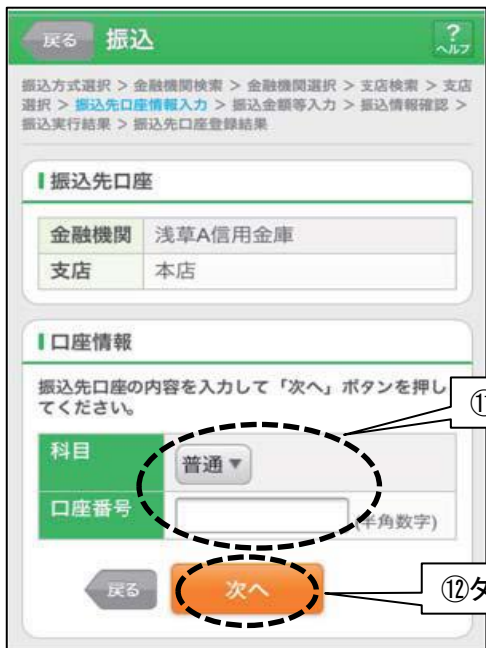 戻る 振込 ?
ヘルプ
振込方式選択 > 金融機関検索 > 金融機関選択 > 支店検索 > 支店
選択 > 振込先口座情報入力 > 振込金額等入力 > 振込情報確認 >
振込実行結果 > 振込先口座登録結果
振込先口座
金融機関 浅草A信用金庫
支店 本店
口座情報
振込先口座の内容を入力して「次へ」ボタンを押し
てください。
⑪
科目 普通▼
口座番号 (半角数字)
戻る 次へ
⑫タ